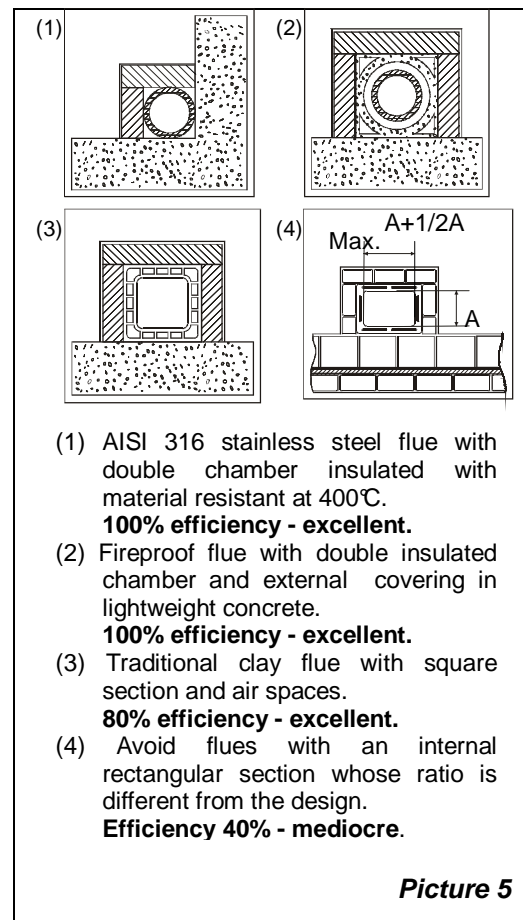 (1)
(2)
(3)
(4)
A+1/2A
Max.
A
(1) AISI 316 stainless steel flue with
double chamber insulated with
material resistant at 400℃.
100% efficiency - excellent.
(2) Fireproof flue with double insulated
chamber and external covering in
lightweight concrete.
100% efficiency - excellent.
(3) Traditional clay flue with square
section and air spaces.
80% efficiency - excellent.
(4) Avoid flues with an internal
rectangular section whose ratio is
different from the design.
Efficiency 40% - mediocre.
Picture 5